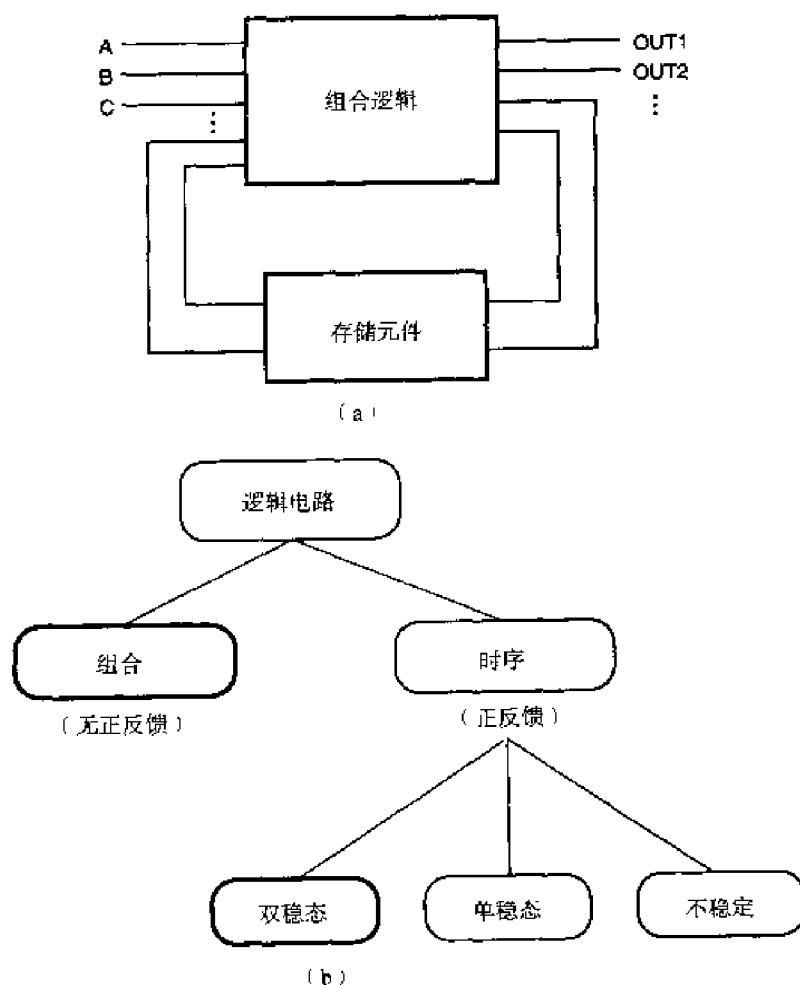 A
B
C
⋮
组合逻辑
OUT1
OUT2
⋮
存储元件
(a)
逻辑电路
组合
时序
(无正反馈)
(正反馈)
双稳态
单稳态
不稳定
(b)